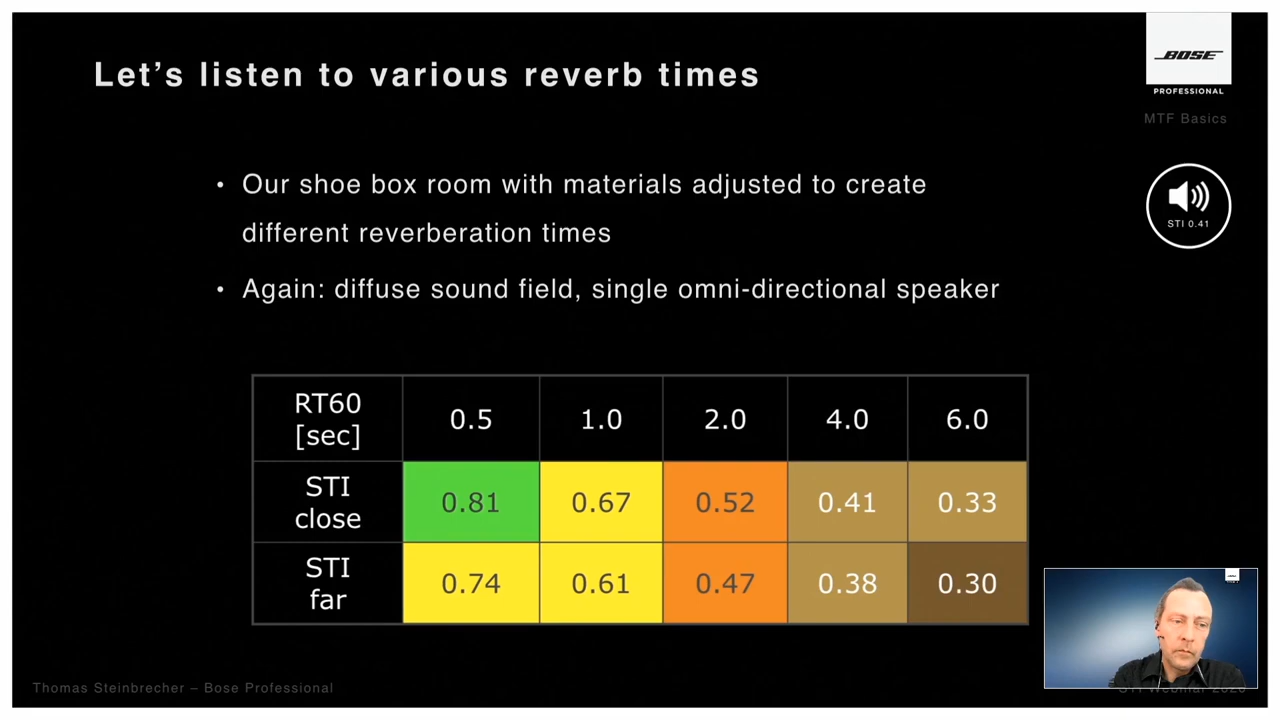 Let's listen to various reverb times
BOSE
PROFESSIONAL
MTF Basics
• Our shoe box room with materials adjusted to create
different reverberation times
STI 0.41
• Again: diffuse sound field, single omni-directional speaker
RT60 [sec] 0.5 1.0 2.0 4.0 6.0
STI close 0.81 0.67 0.52 0.41 0.33
STI far 0.74 0.61 0.47 0.38 0.30
Thomas Steinbrecher – Bose Professional